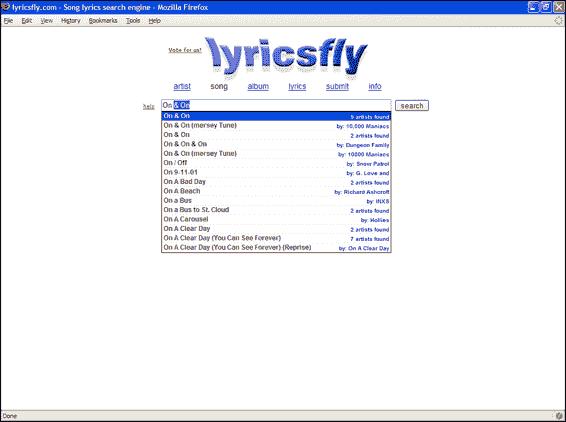 lyricsfly.com - Song lyrics search engine - Mozilla Firefox
File Edit View History Bookmarks Tools Help
Vote for us! lyricsfly
artist song album lyrics submit info
help On & On search
On & On 9 artists found
On & On (mersey Tune) by: 10,000 Maniacs
On & On 2 artists found
On & On & On by: Dungeon Family
On & On (mersey Tune) by: 10000 Maniacs
On / Off by: Snow Patrol
On 9-11-01 by: G. Love and
On A Bad Day 2 artists found
On A Beach by: Richard Ashcroft
On a Bus by: INXS
On a Bus to St. Cloud 2 artists found
On A Carousel by: Hollies
On A Clear Day 2 artists found
On A Clear Day (You Can See Forever) 7 artists found
On A Clear Day (You Can See Forever) (Reprise) by: On A Clear Day
Done